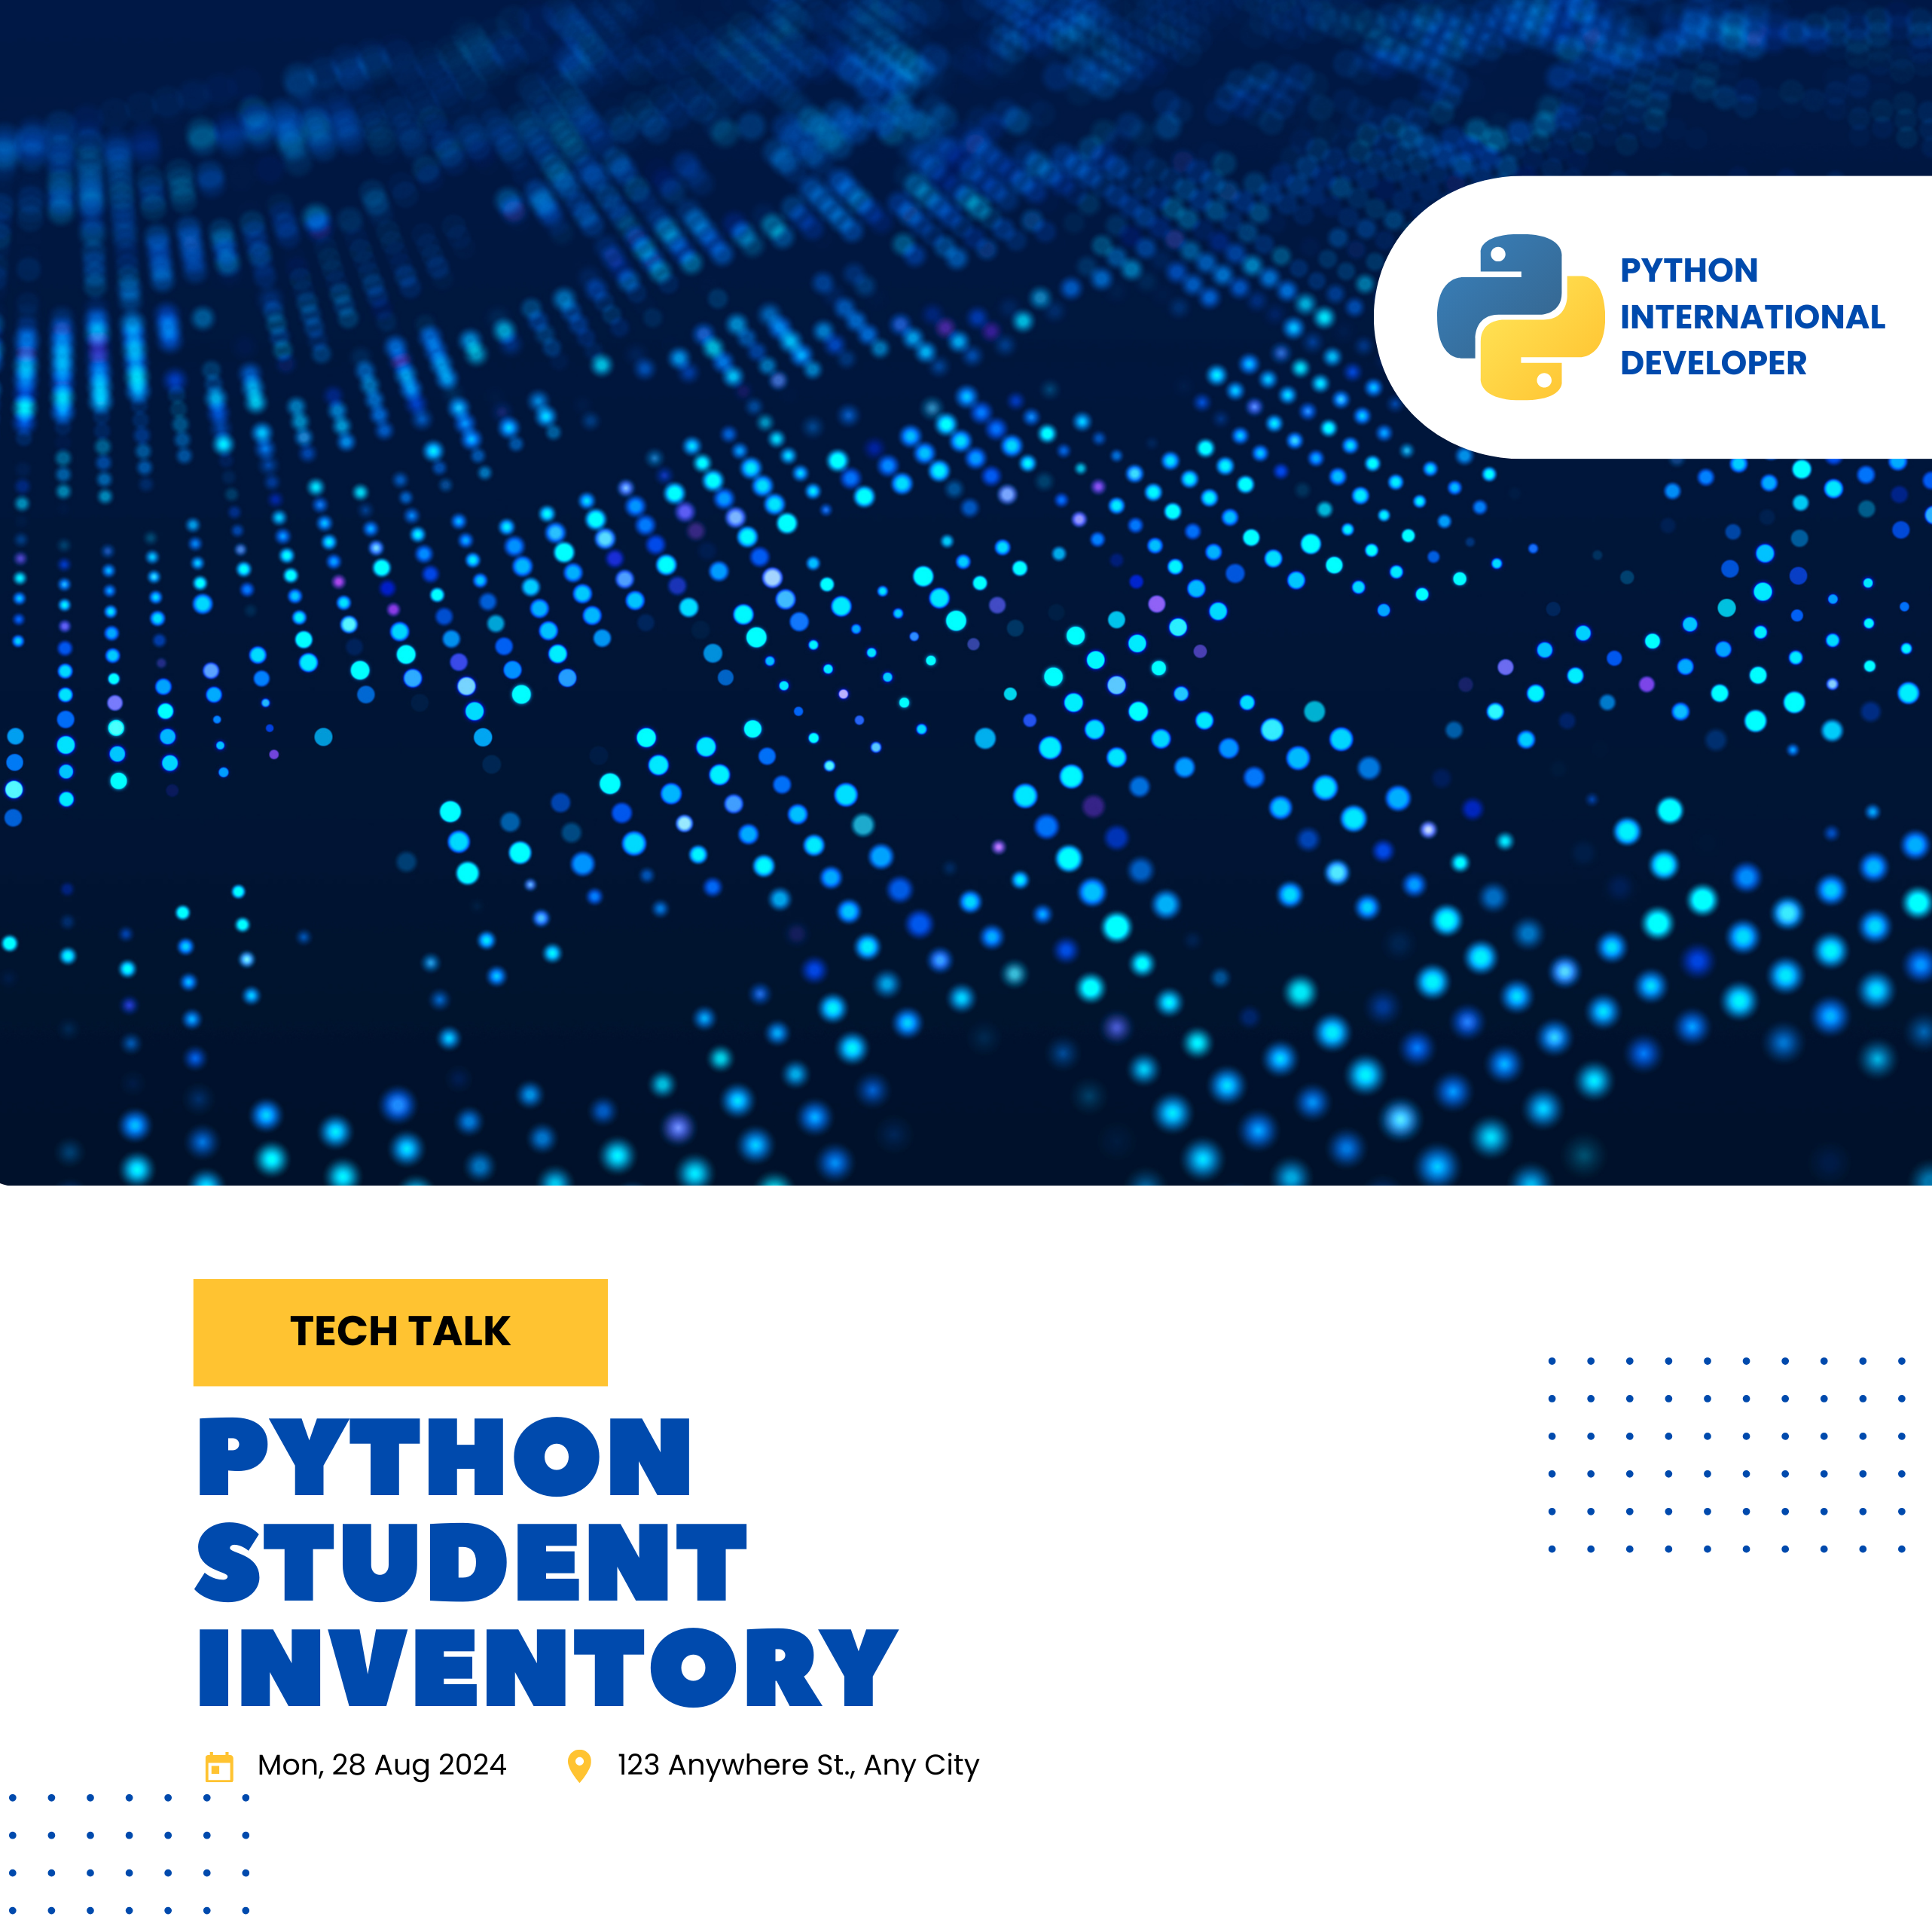 PYTHON
INTERNATIONAL
DEVELOPER
TECH TALK
PYTHON
STUDENT
INVENTORY
Mon, 28 Aug 2024
123 Anywhere St., Any City